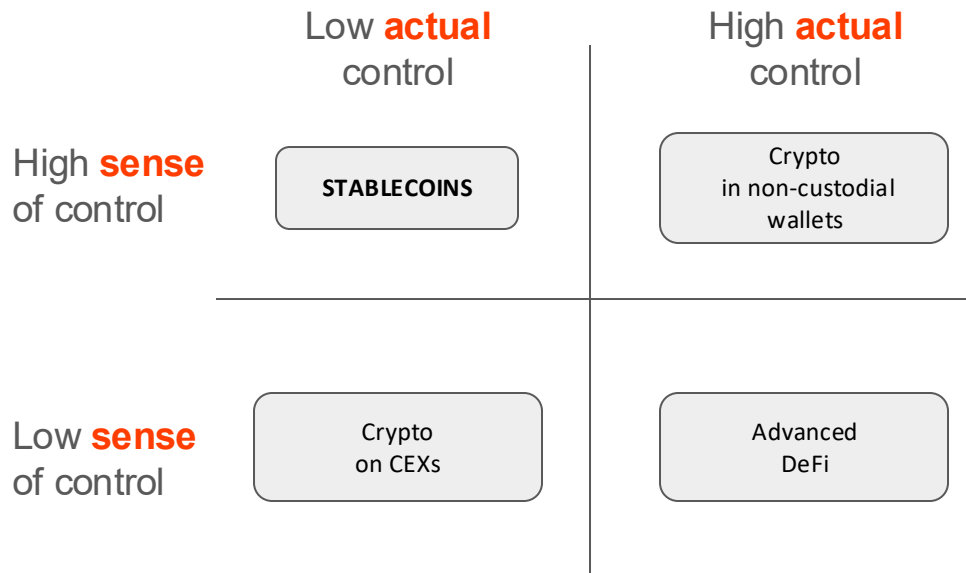 Low actual
control
High actual
control
High sense
of control
STABLECOINS
Crypto
in non-custodial
wallets
Low sense
of control
Crypto
on CEXs
Advanced
DeFi